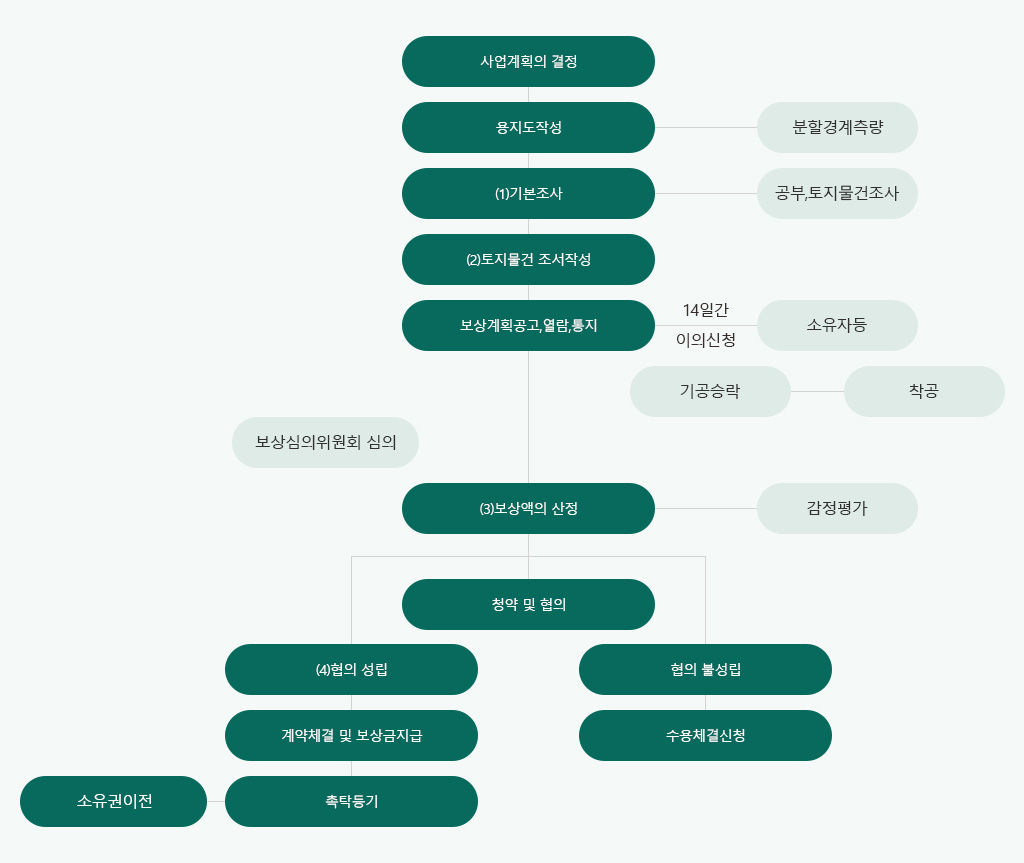 사업계획의 결정
용지도작성
분할경계측량
(1)기본조사
공부,토지물건조사
(2)토지물건 조서작성
보상계획공고,열람,통지
14일간
이의신청
소유자등
기공승락
착공
보상심의위원회 심의
(3)보상액의 산정
감정평가
청약 및 협의
(4)협의 성립
협의 불성립
계약체결 및 보상금지급
수용체결신청
소유권이전
촉탁등기